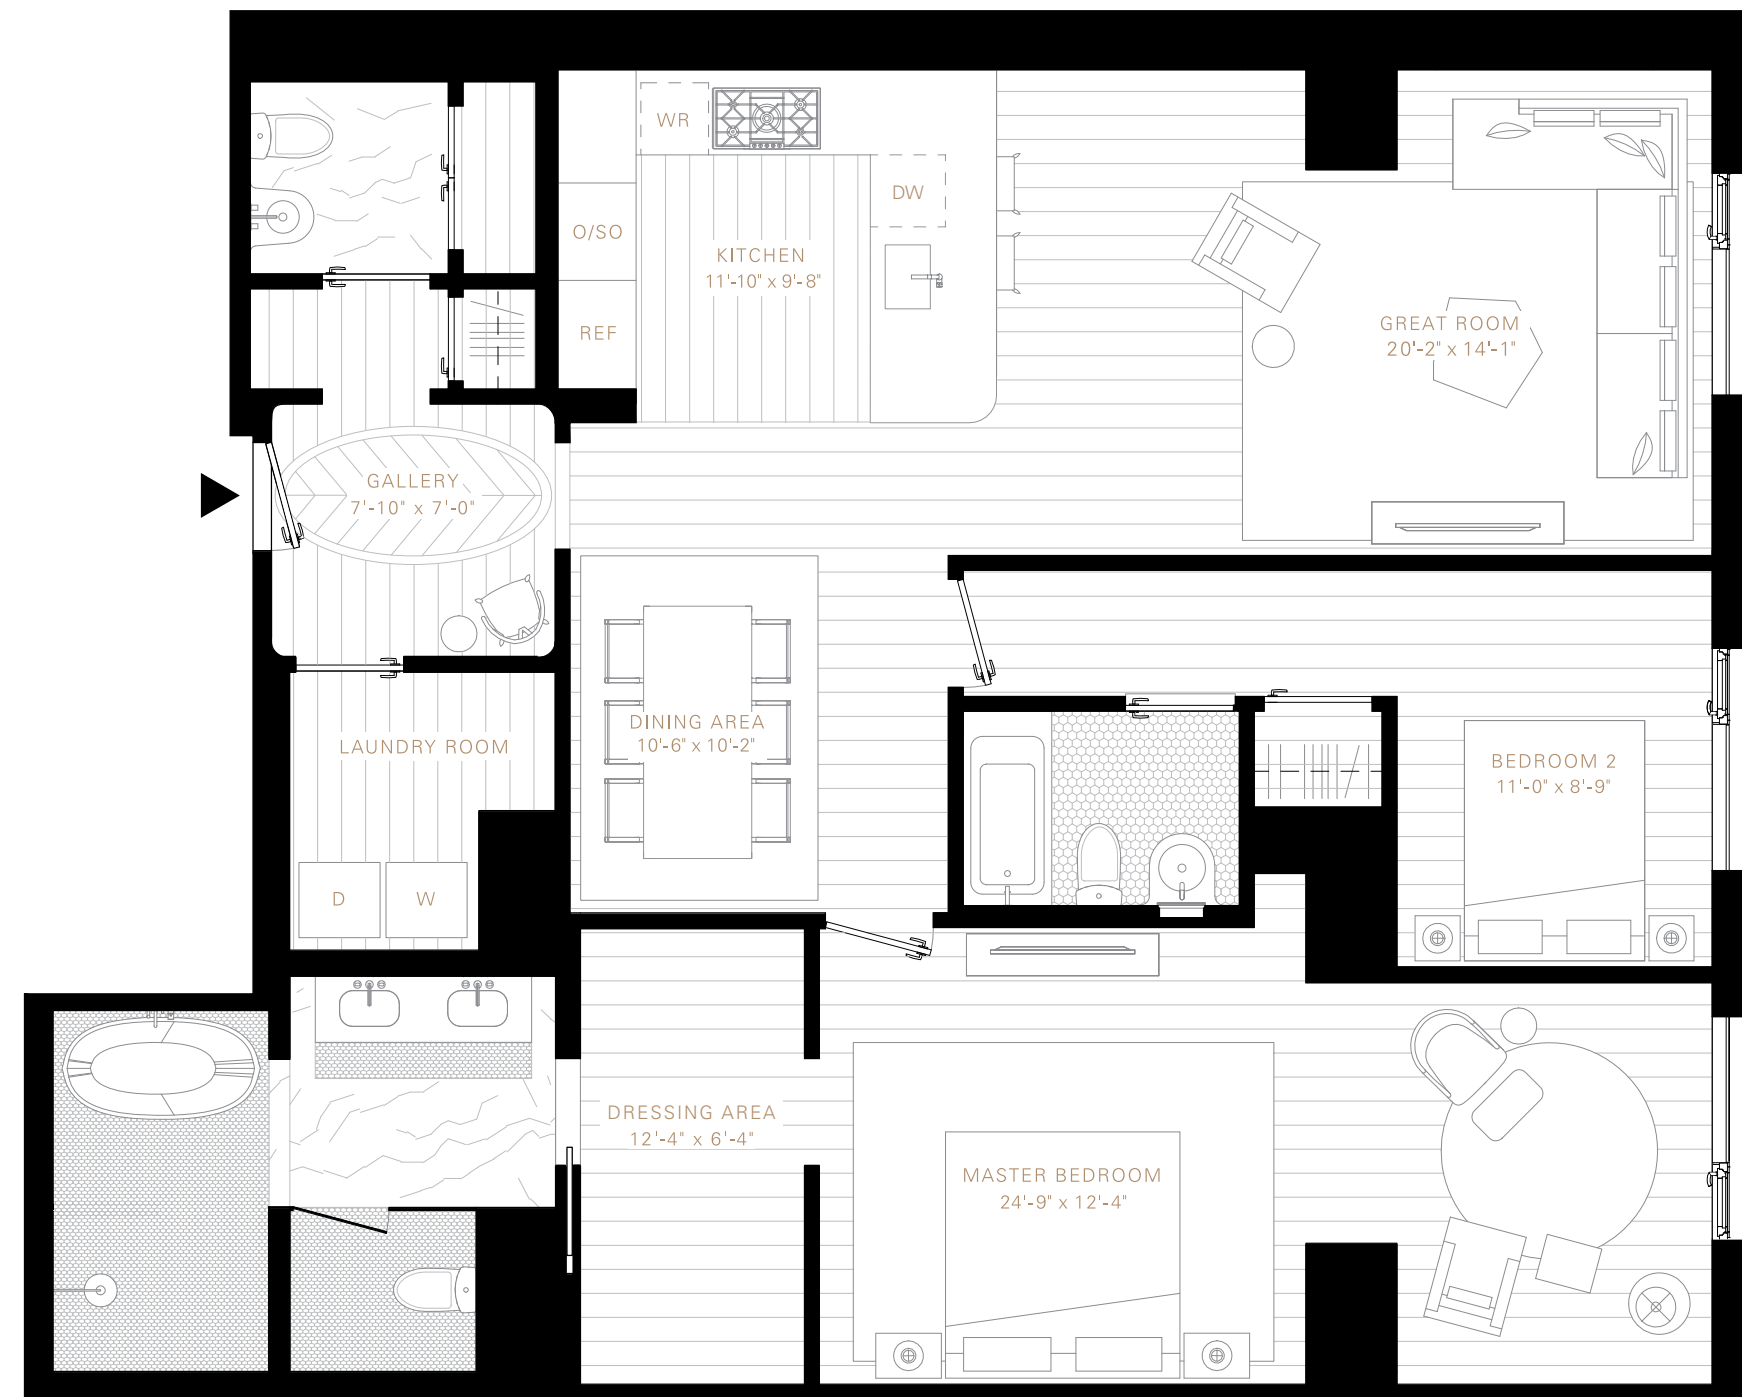 WR
DW
O/SO
KITCHEN
11'-10" x 9'-8"
REF
GREAT ROOM
20'-2" x 14'-1"
GALLERY
7'-10" x 7'-0"
DINING AREA
10'-6" x 10'-2"
LAUNDRY ROOM
BEDROOM 2
11'-0" x 8'-9"
D
W
DRESSING AREA
12'-4" x 6'-4"
MASTER BEDROOM
24'-9" x 12'-4"